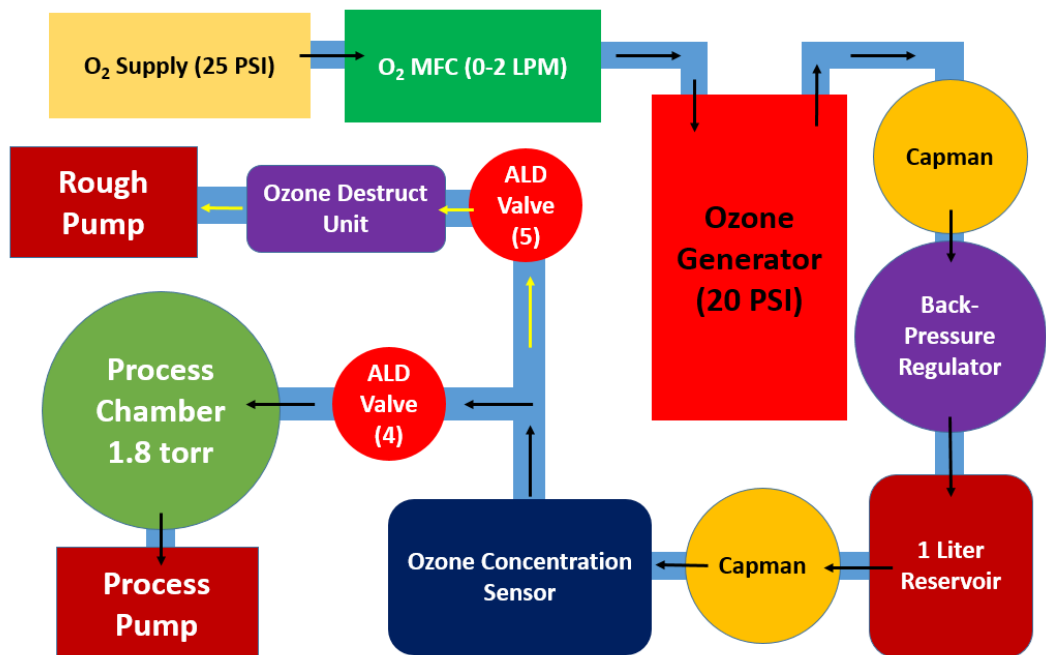 O₂ Supply (25 PSI)
O₂ MFC (0-2 LPM)
Capman
Rough
Pump
Ozone Destruct
Unit
ALD
Valve
(5)
Ozone
Generator
(20 PSI)
Back-
Pressure
Regulator
Process
Chamber
1.8 torr
ALD
Valve
(4)
Process
Pump
Ozone Concentration
Sensor
Capman
1 Liter
Reservoir